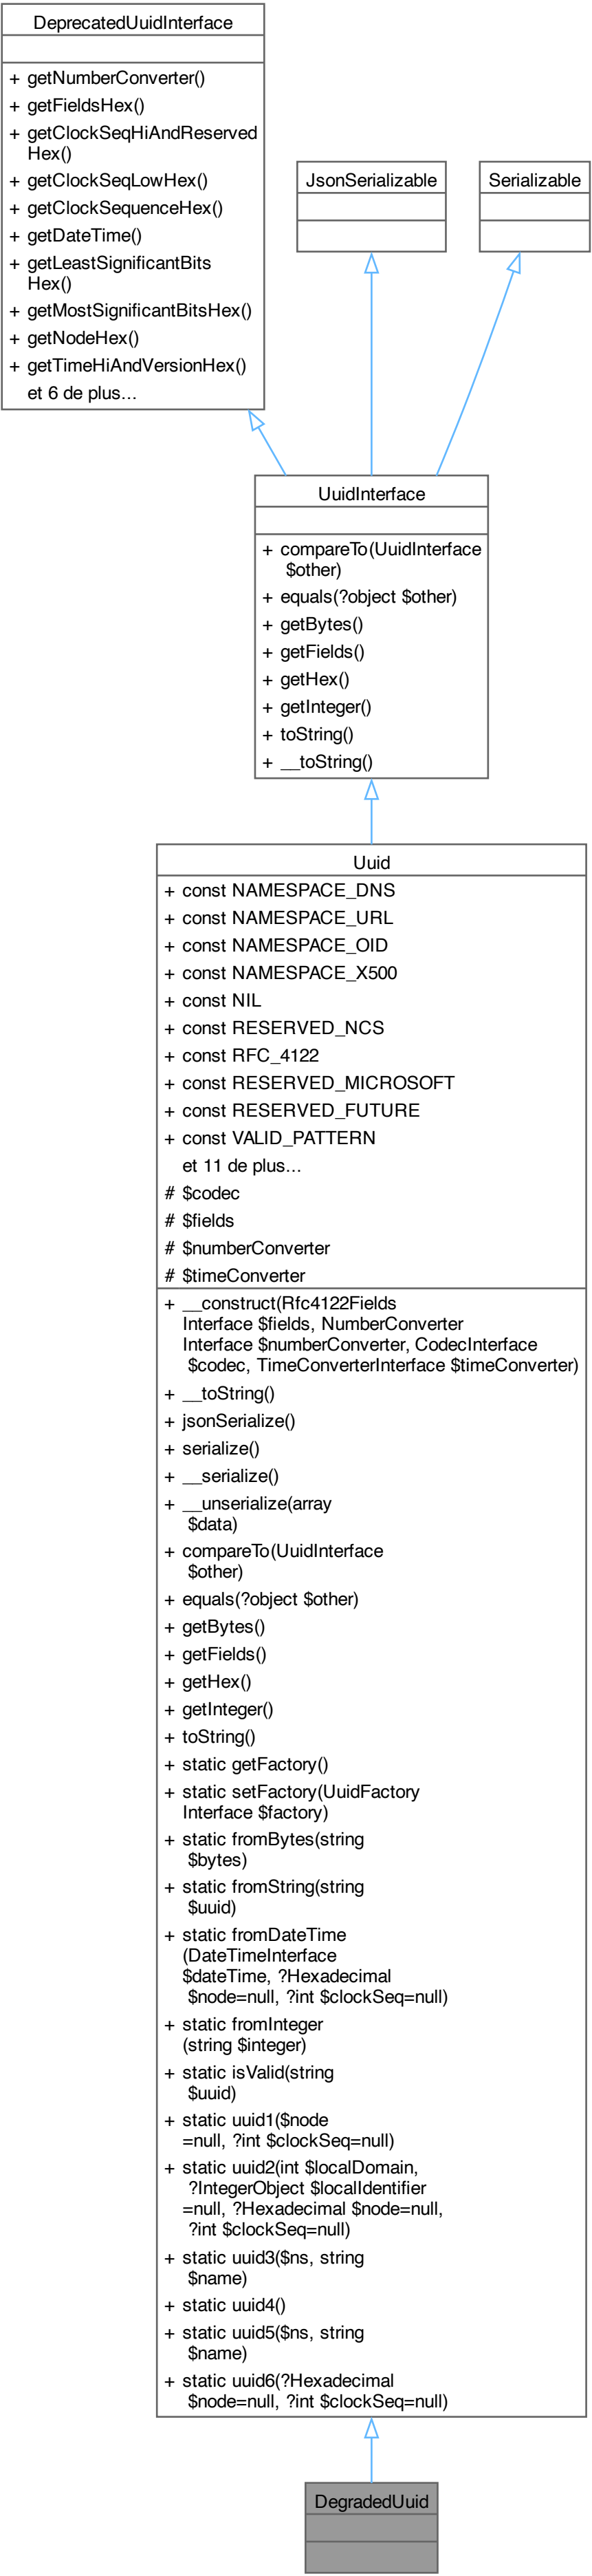 DeprecatedUuidInterface
+ getNumberConverter()
+ getFieldsHex()
+ getClockSeqHiAndReserved
Hex()
+ getClockSeqLowHex()
+ getClockSequenceHex()
+ getDateTime()
+ getLeastSignificantBits
Hex()
+ getMostSignificantBitsHex()
+ getNodeHex()
+ getTimeHiAndVersionHex()
et 6 de plus...
JsonSerializable
Serializable
UuidInterface
+ compareTo(UuidInterface
$other)
+ equals(?object $other)
+ getBytes()
+ getFields()
+ getHex()
+ getInteger()
+ toString()
+ __toString()
Uuid
+ const NAMESPACE_DNS
+ const NAMESPACE_URL
+ const NAMESPACE_OID
+ const NAMESPACE_X500
+ const NIL
+ const RESERVED_NCS
+ const RFC_4122
+ const RESERVED_MICROSOFT
+ const RESERVED_FUTURE
+ const VALID_PATTERN
et 11 de plus...
# $codec
# $fields
# $numberConverter
# $timeConverter
+ __construct(Rfc4122Fields
Interface $fields, NumberConverter
Interface $numberConverter, CodecInterface
$codec, TimeConverterInterface $timeConverter)
+ __toString()
+ jsonSerialize()
+ serialize()
+ __serialize()
+ __unserialize(array
$data)
+ compareTo(UuidInterface
$other)
+ equals(?object $other)
+ getBytes()
+ getFields()
+ getHex()
+ getInteger()
+ toString()
+ static getFactory()
+ static setFactory(UuidFactory
Interface $factory)
+ static fromBytes(string
$bytes)
+ static fromString(string
$uuid)
+ static fromDateTime
(DateTimeInterface
$dateTime, ?Hexadecimal
$node=null, ?int $clockSeq=null)
+ static fromInteger
(string $integer)
+ static isValid(string
$uuid)
+ static uuid1($node
=null, ?int $clockSeq=null)
+ static uuid2(int $localDomain,
?IntegerObject $localIdentifier
=null, ?Hexadecimal $node=null,
?int $clockSeq=null)
+ static uuid3($ns, string
$name)
+ static uuid4()
+ static uuid5($ns, string
$name)
+ static uuid6(?Hexadecimal
$node=null, ?int $clockSeq=null)
DegradedUuid